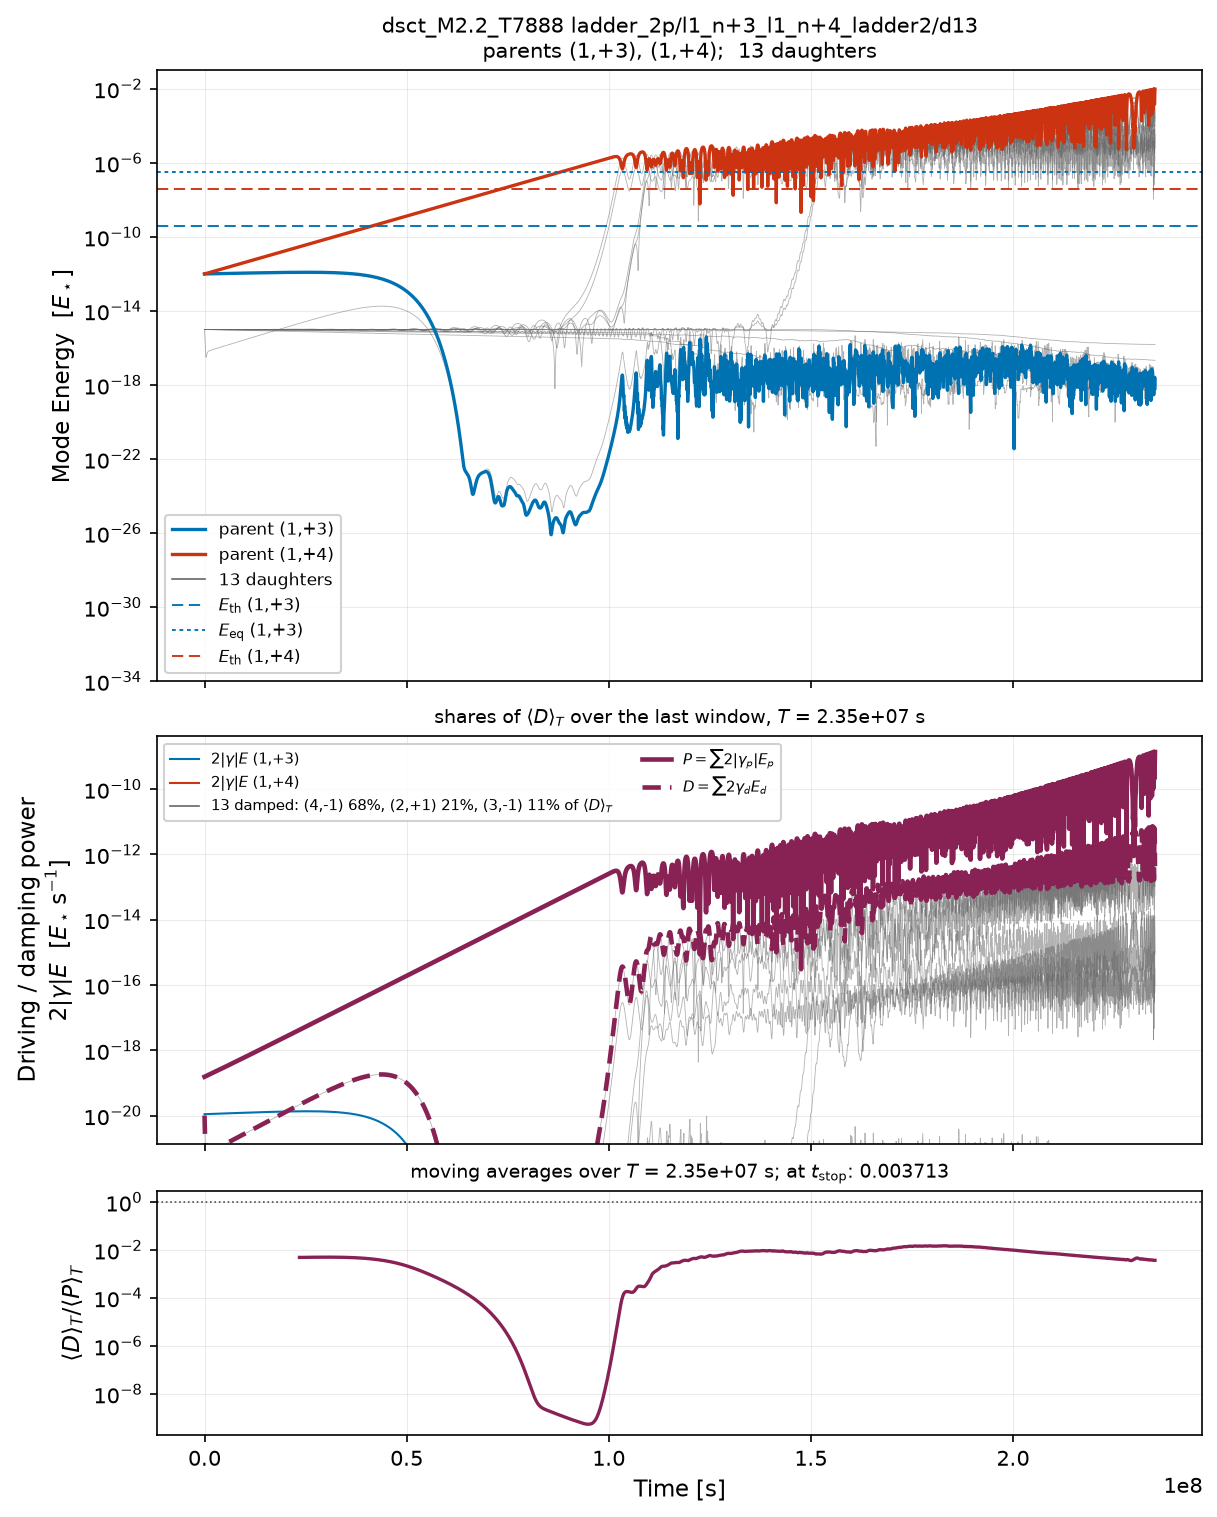 dsct_M2.2_T7888 ladder_2p/l1_n+3_l1_n+4_ladder2/d13
parents (1,+3), (1,+4);  13 daughters
10⁻²
10⁻⁶
10⁻¹⁰
10⁻¹⁴
10⁻¹⁸
10⁻²²
10⁻²⁶
10⁻³⁰
10⁻³⁴
Mode Energy [E⋆]
parent (1,+3)
parent (1,+4)
13 daughters
E_th (1,+3)
E_eq (1,+3)
E_th (1,+4)
shares of ⟨D⟩_T over the last window, T = 2.35e+07 s
10⁻¹⁰
10⁻¹²
10⁻¹⁴
10⁻¹⁶
10⁻¹⁸
10⁻²⁰
Driving / damping power
2|γ|E [E⋆ s⁻¹]
2|γ|E (1,+3)
2|γ|E (1,+4)
13 damped: (4,-1) 68%, (2,+1) 21%, (3,-1) 11% of ⟨D⟩_T
P = ∑2|γ_p|E_p
D = ∑2γ_dE_d
moving averages over T = 2.35e+07 s; at t_stop: 0.003713
10⁰
10⁻²
10⁻⁴
10⁻⁶
10⁻⁸
⟨D⟩_T/⟨P⟩_T
0.0
0.5
1.0
1.5
2.0
1e8
Time [s]